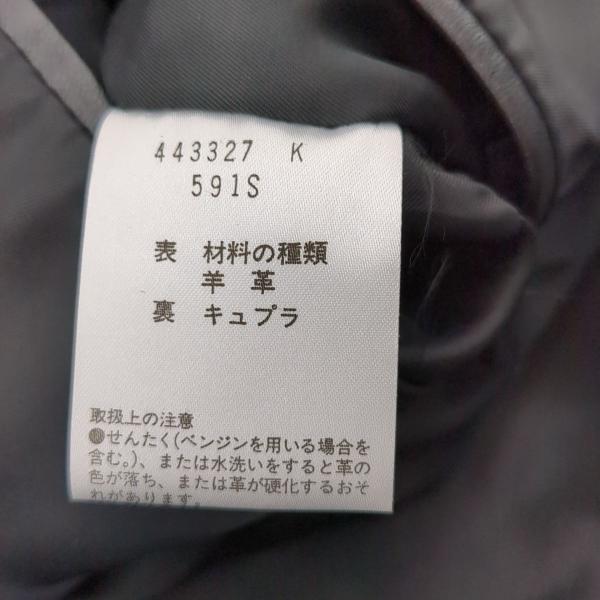 443327 K
591S
表 材料の種類
羊 革
裏 キュプラ
取扱上の注意
●せんたく(ベンジンを用いる場合を
含む。)、または水洗いをすると革の
色が落ち、または革が硬化するおそ
れがあります。